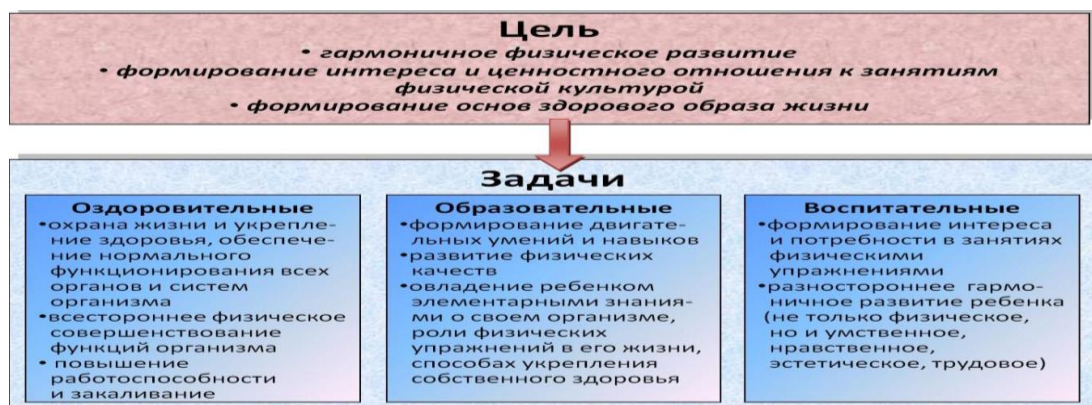 Цель
• гармоничное физическое развитие
• формирование интереса и ценностного отношения к занятиям
физической культурой
• формирование основ здорового образа жизни
Задачи
Оздоровительные
•охрана жизни и укрепле-
ние здоровья, обеспече-
ние нормального
функционирования всех
органов и систем
организма
•всестороннее физическое
совершенствование
функций организма
• повышение
работоспособности
и закаливание
Образовательные
•формирование двигате-
льных умений и навыков
•развитие физических
качеств
•овладение ребенком
элементарными знания-
ми о своем организме,
роли физических
упражнений в его жизни,
способах укрепления
собственного здоровья
Воспитательные
•формирование интереса
и потребности в занятиях
физическими
упражнениями
•разностороннее гармо-
ничное развитие ребенка
(не только физическое,
но и умственное,
нравственное,
эстетическое, трудовое)